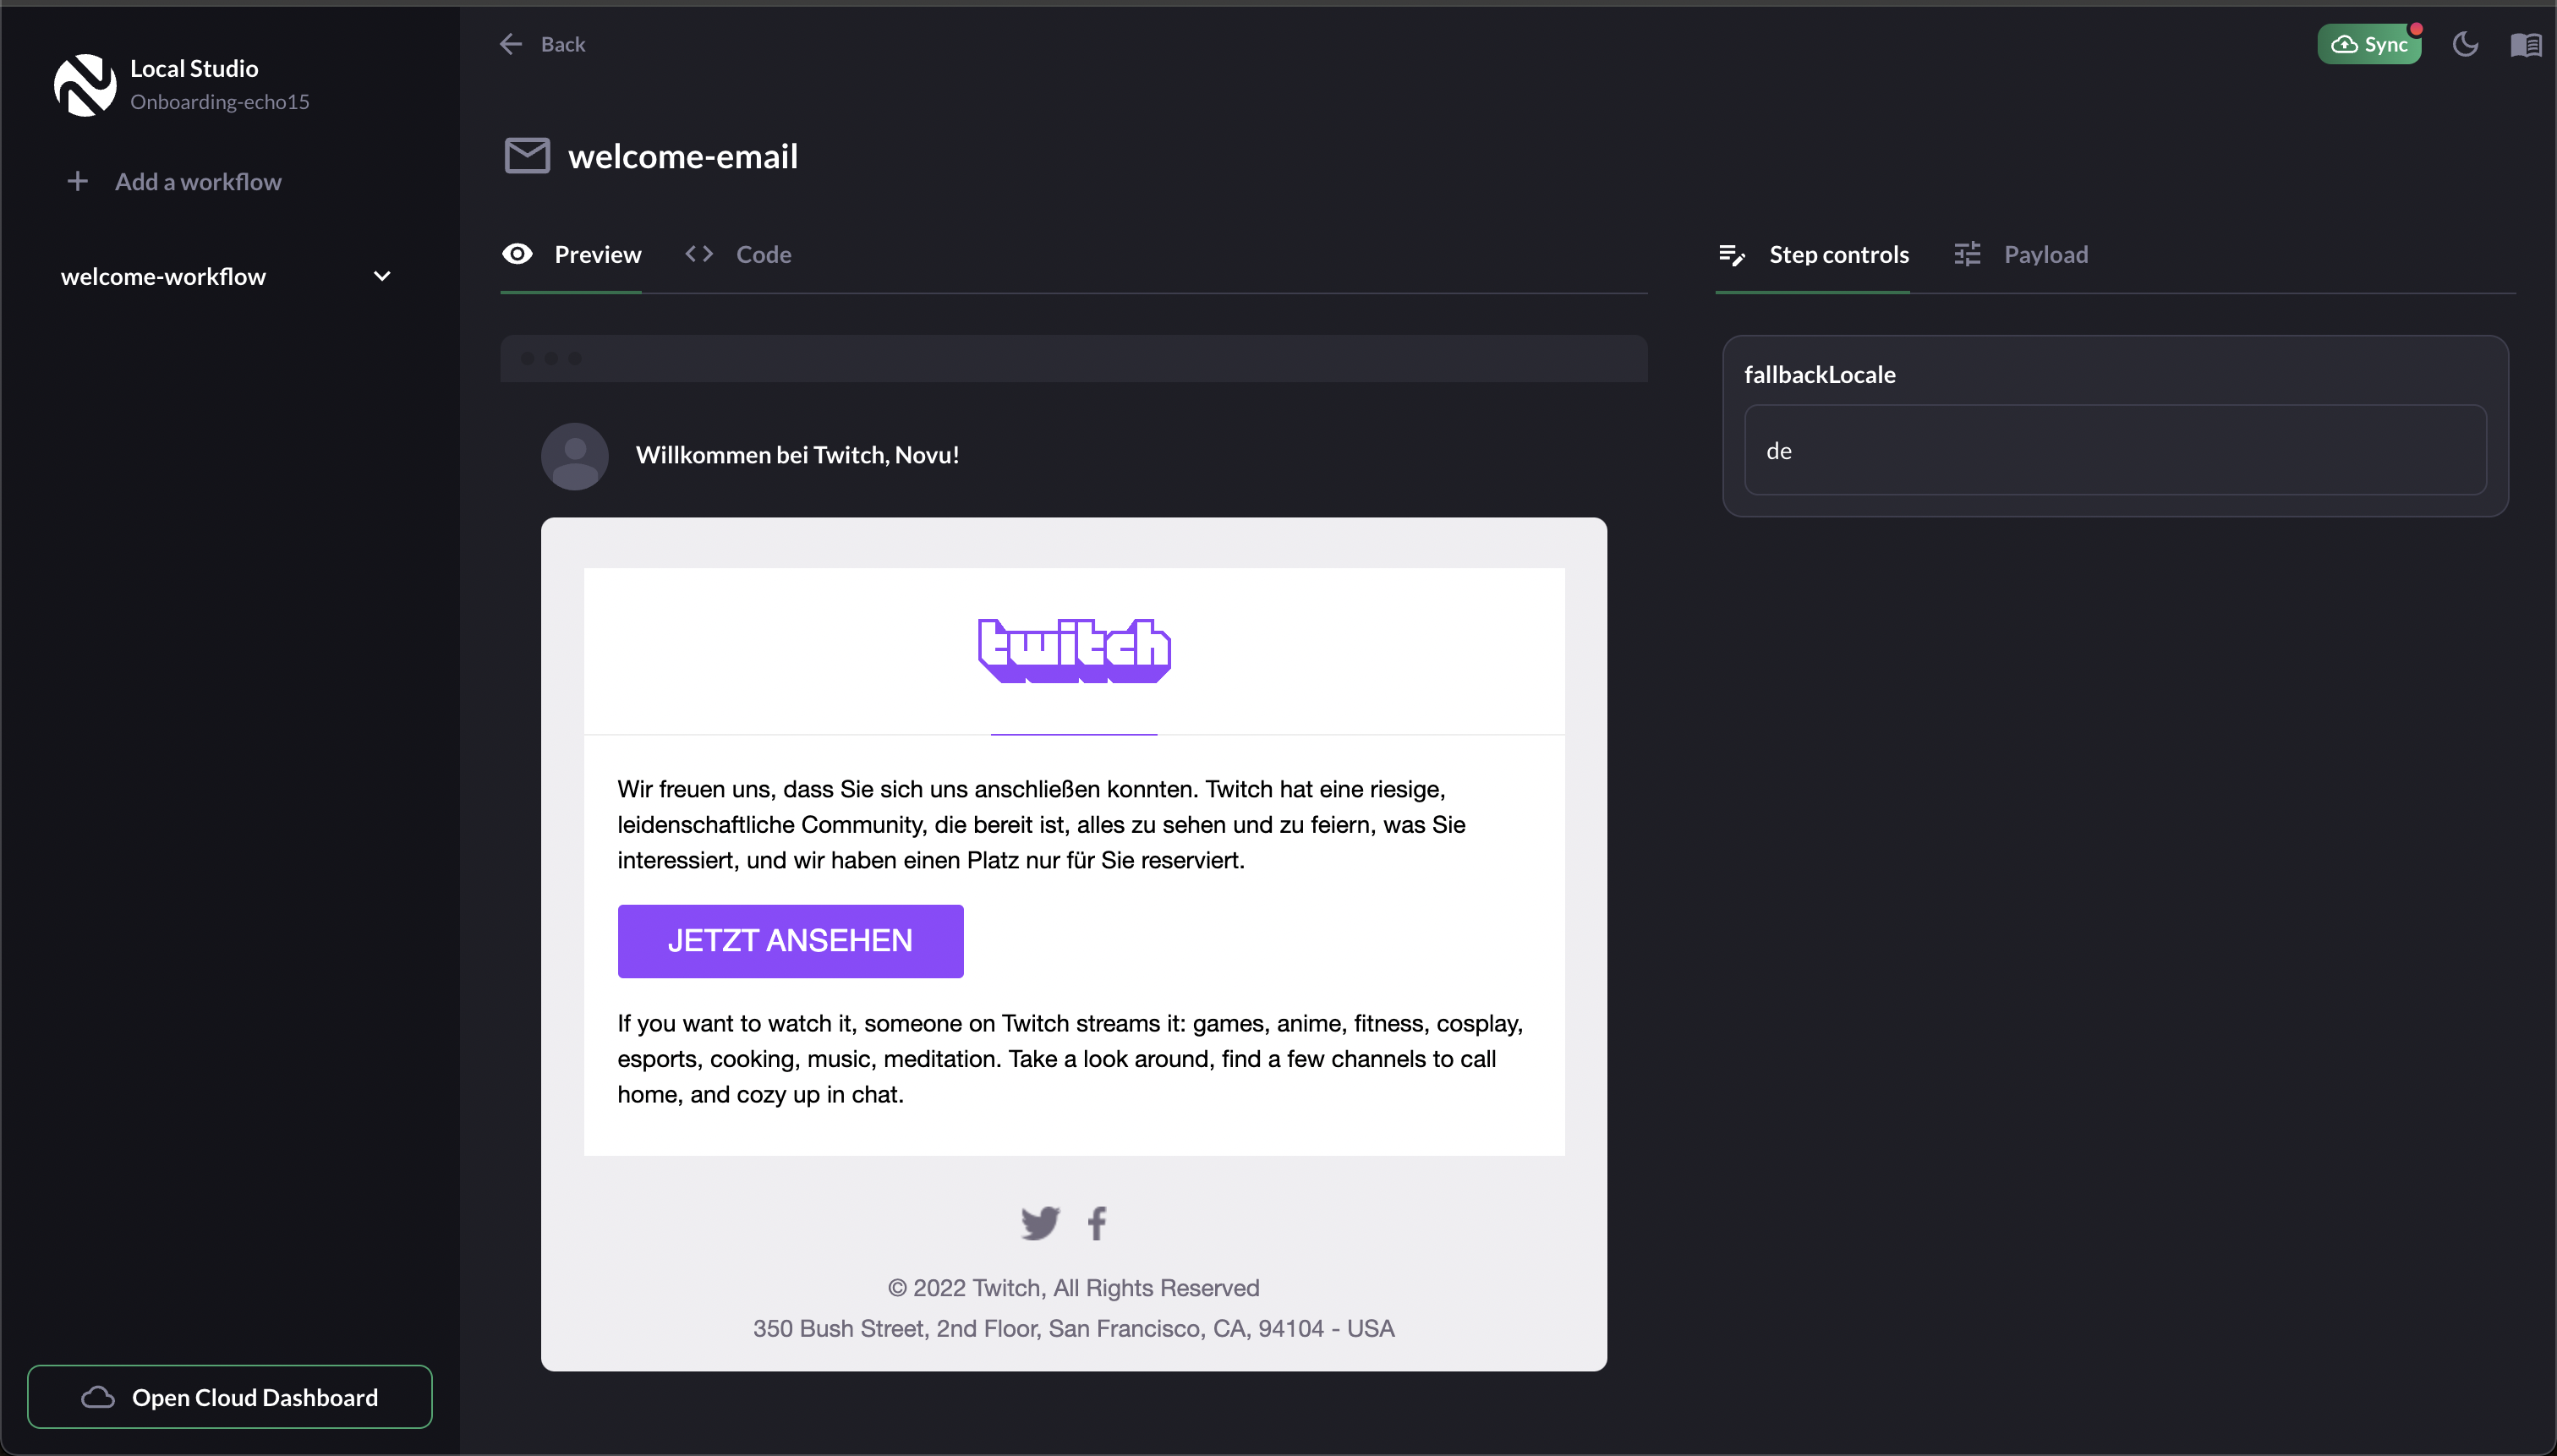 Local Studio
Onboarding-echo15
Add a workflow
welcome-workflow
Open Cloud Dashboard
Back
Sync
welcome-email
Preview
Code
Willkommen bei Twitch, Novu!
twitch
Wir freuen uns, dass Sie sich uns anschließen konnten. Twitch hat eine riesige,
leidenschaftliche Community, die bereit ist, alles zu sehen und zu feiern, was Sie
interessiert, und wir haben einen Platz nur für Sie reserviert.
JETZT ANSEHEN
If you want to watch it, someone on Twitch streams it: games, anime, fitness, cosplay,
esports, cooking, music, meditation. Take a look around, find a few channels to call
home, and cozy up in chat.
© 2022 Twitch, All Rights Reserved
350 Bush Street, 2nd Floor, San Francisco, CA, 94104 - USA
Step controls
Payload
fallbackLocale
de